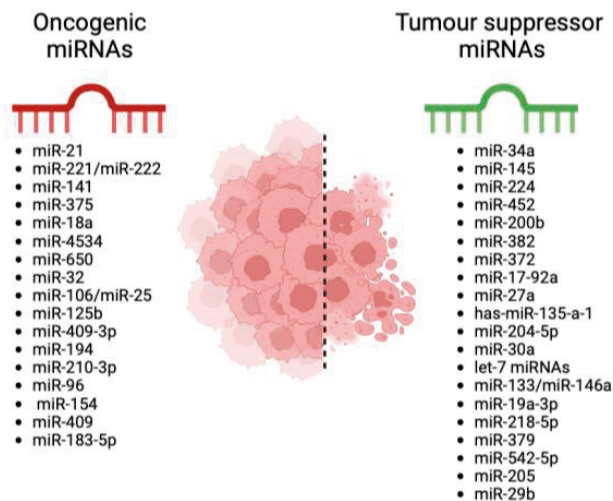 Oncogenic
miRNAs
• miR-21
• miR-221/miR-222
• miR-141
• miR-375
• miR-18a
• miR-4534
• miR-650
• miR-32
• miR-106/miR-25
• miR-125b
• miR-409-3p
• miR-194
• miR-210-3p
• miR-96
• miR-154
• miR-409
• miR-183-5p
Tumour suppressor
miRNAs
• miR-34a
• miR-145
• miR-224
• miR-452
• miR-200b
• miR-382
• miR-372
• miR-17-92a
• miR-27a
• has-miR-135-a-1
• miR-204-5p
• miR-30a
• let-7 miRNAs
• miR-133/miR-146a
• miR-19a-3p
• miR-218-5p
• miR-379
• miR-542-5p
• miR-205
• miR-29b